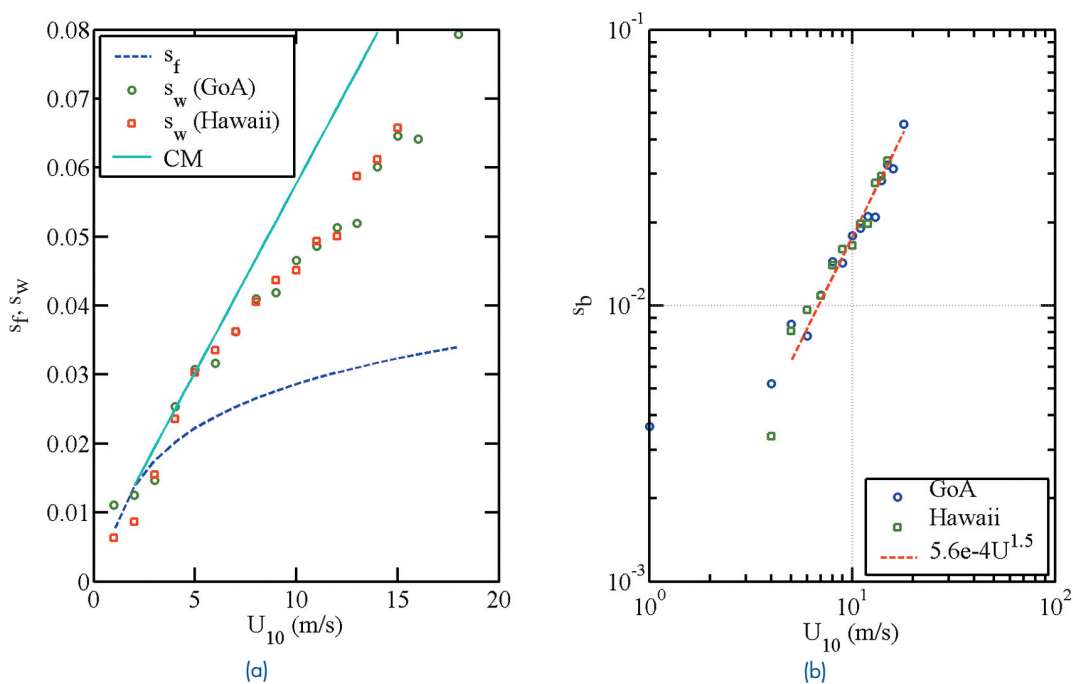 0.08
0.07
0.06
0.05
0.04
0.03
0.02
0.01
0
s_f, s_w
s_f
s_w (GoA)
s_w (Hawaii)
CM
0 5 10 15 20
U_10 (m/s)
(a)
10^-1
10^-2
10^-3
s_b
GoA
Hawaii
5.6e-4U^1.5
10^0 10^1 10^2
U_10 (m/s)
(b)